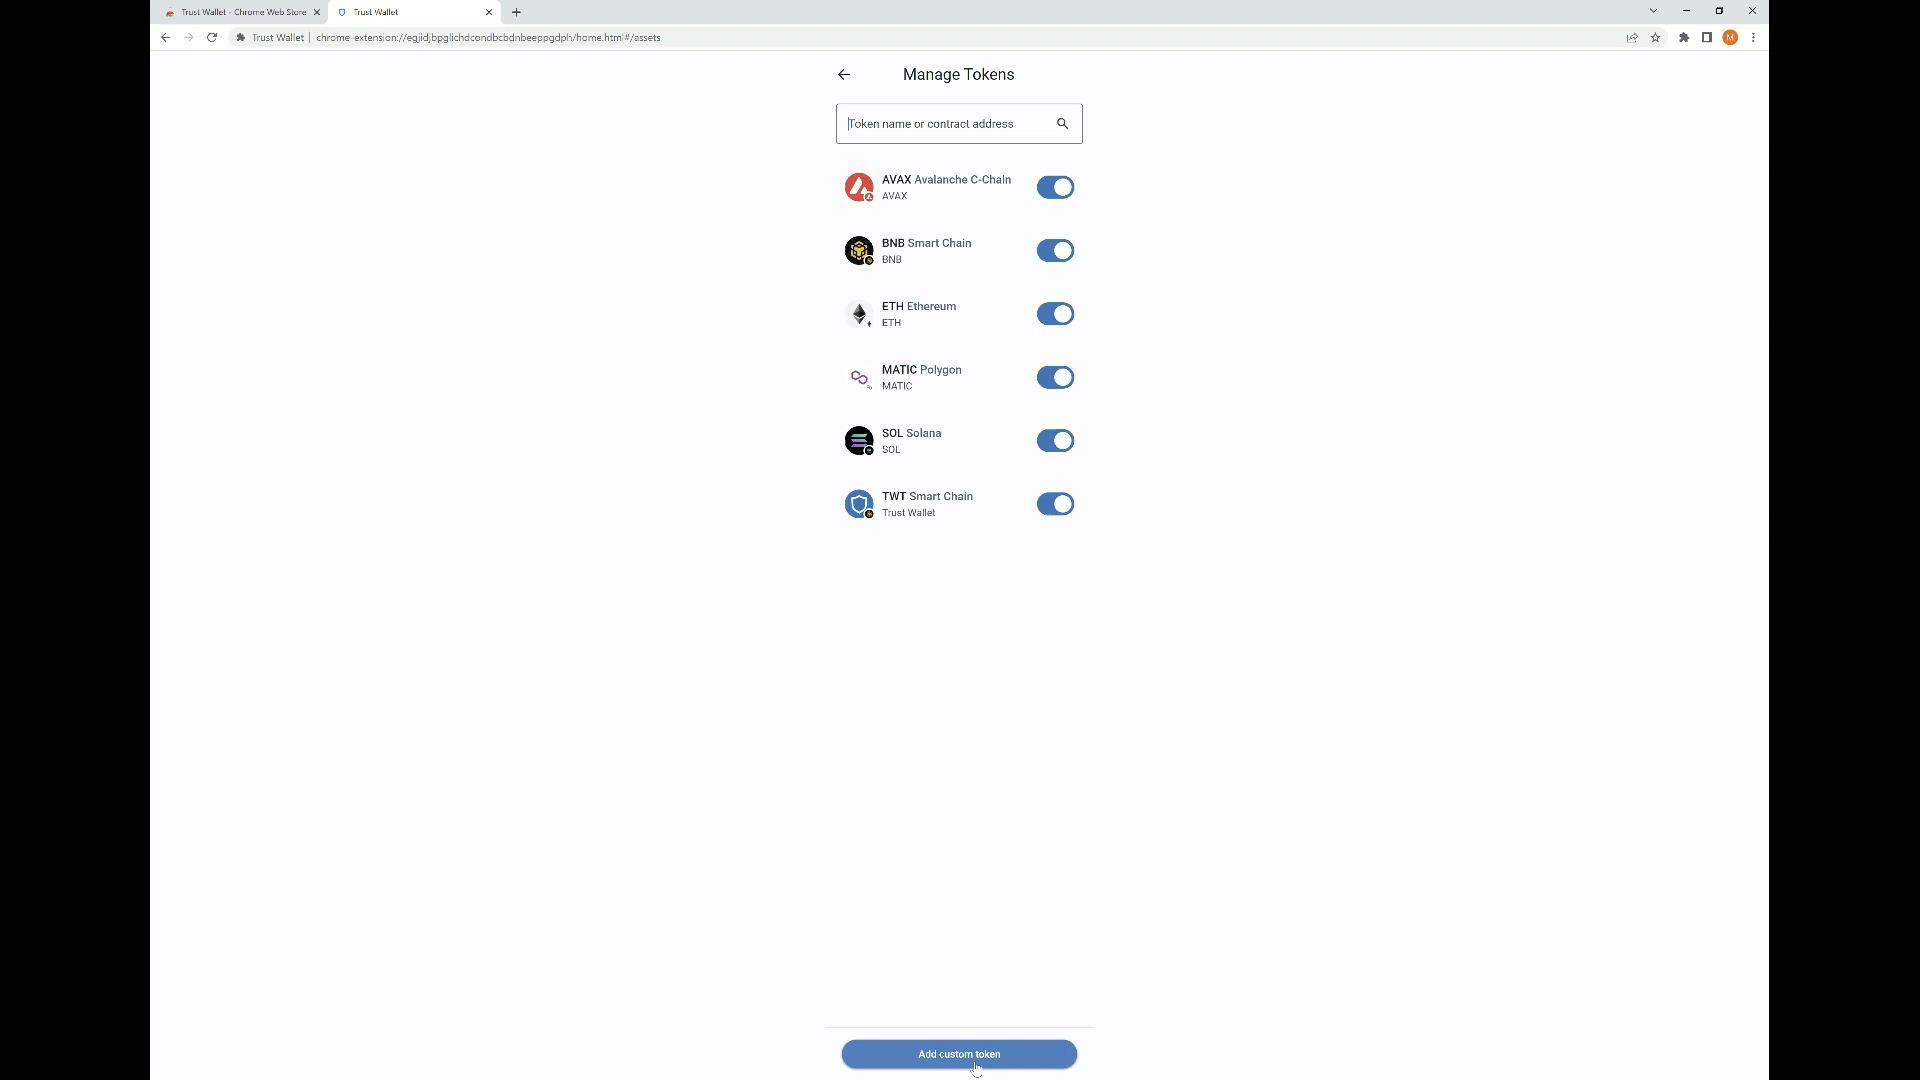 Trust Wallet - Chrome Web Store
Trust Wallet
Trust Wallet | chrome-extension://egjidjbpglichdcondbcbdnbeeppgdph/home.html#/assets
M
Manage Tokens
Token name or contract address
AVAX Avalanche C-Chain
AVAX
BNB Smart Chain
BNB
ETH Ethereum
ETH
MATIC Polygon
MATIC
SOL Solana
SOL
TWT Smart Chain
Trust Wallet
Add custom token